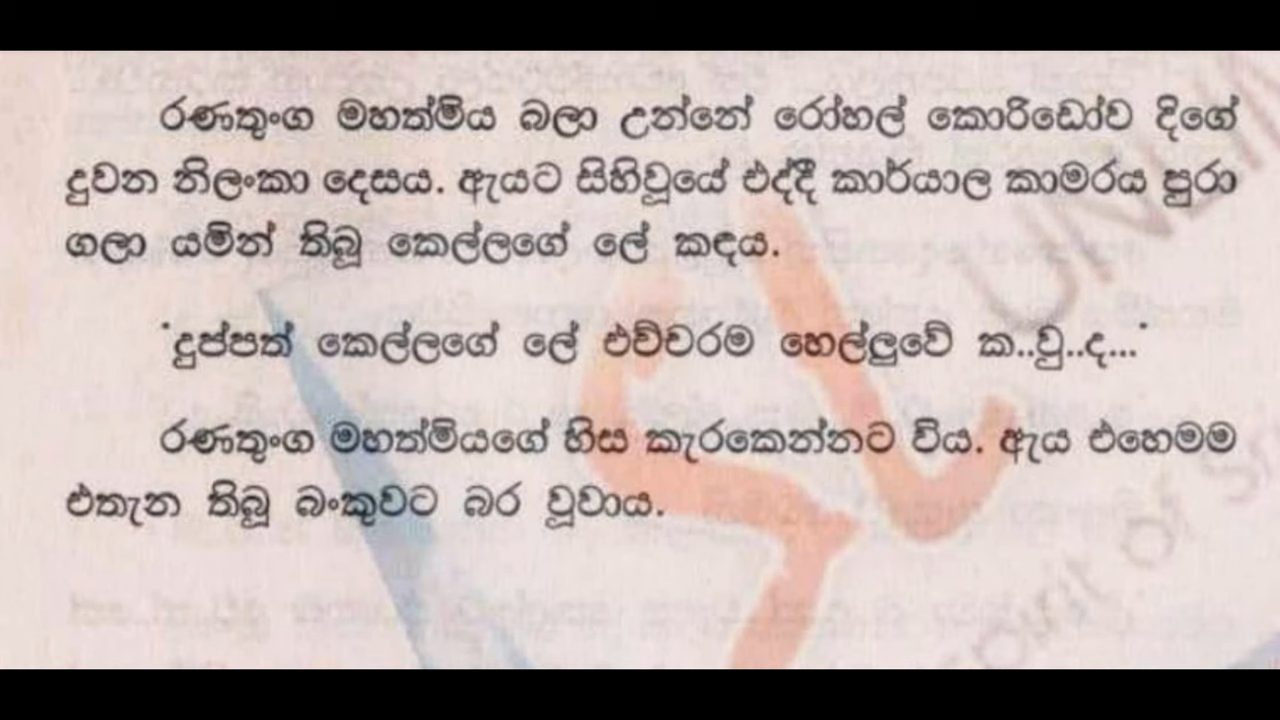 රණතුංග මහත්මිය බලා උන්නේ රෝහල් කොරිඩෝව දිගේ
දුවන නිලංකා දෙසය. ඇයට සිහිවූයේ එද්දී කාර්යාල කාමරය පුරා
ගලා යමින් තිබූ කෙල්ලගේ ලේ කඳය.
'දුප්පත් කෙල්ලගේ ලේ එච්චරම හෙල්ලුවේ ක..වු..ද...'
රණතුංග මහත්මියගේ හිස කැරකෙන්නට විය. ඇය එහෙමම
එතැන තිබූ බංකුවට බර වූවාය.